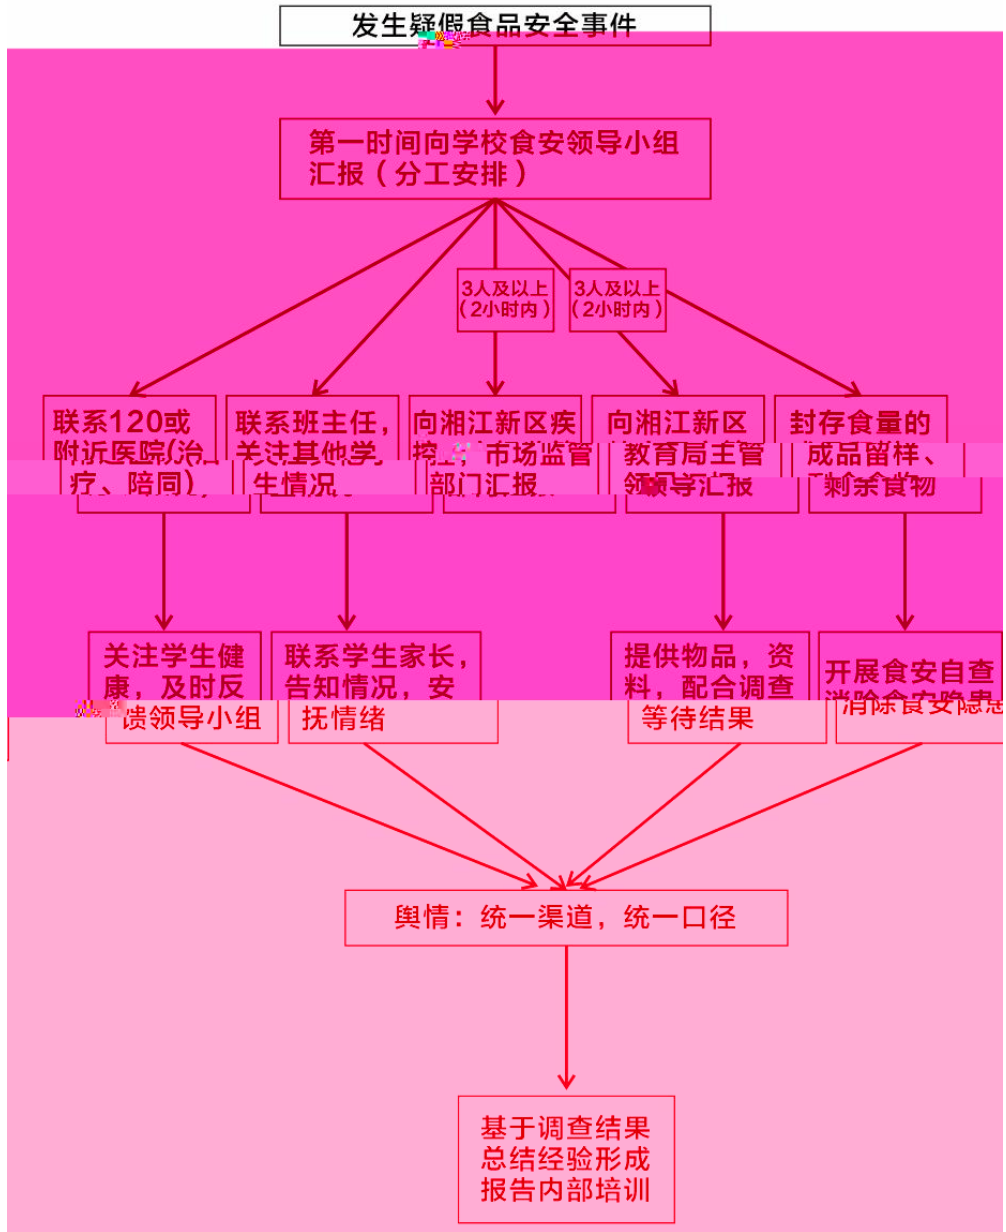 发生疑假食品安全事件
第一时间向学校食安领导小组
汇报（分工安排）
3人及以上
（2小时内）
3人及以上
（2小时内）
联系120或
附近医院(治
疗、陪同)
联系班主任，
关注其他学
生情况
向湘江新区疾
控，市场监管
部门汇报
向湘江新区
教育局主管
领导汇报
封存食量的
成品留样、
剩余食物
关注学生健
康，及时反
馈领导小组
联系学生家长，
告知情况，安
抚情绪
提供物品，资
料，配合调查
等待结果
开展食安自查
消除食安隐患
舆情：统一渠道，统一口径
基于调查结果
总结经验形成
报告内部培训